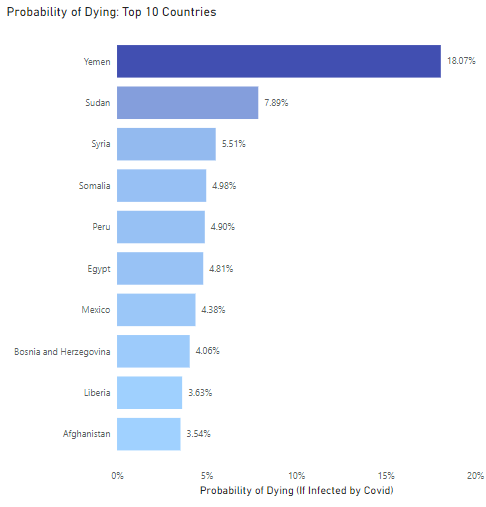 Probability of Dying: Top 10 Countries
Yemen 18.07%
Sudan 7.89%
Syria 5.51%
Somalia 4.98%
Peru 4.90%
Egypt 4.81%
Mexico 4.38%
Bosnia and Herzegovina 4.06%
Liberia 3.63%
Afghanistan 3.54%
0% 5% 10% 15% 20%
Probability of Dying (If Infected by Covid)